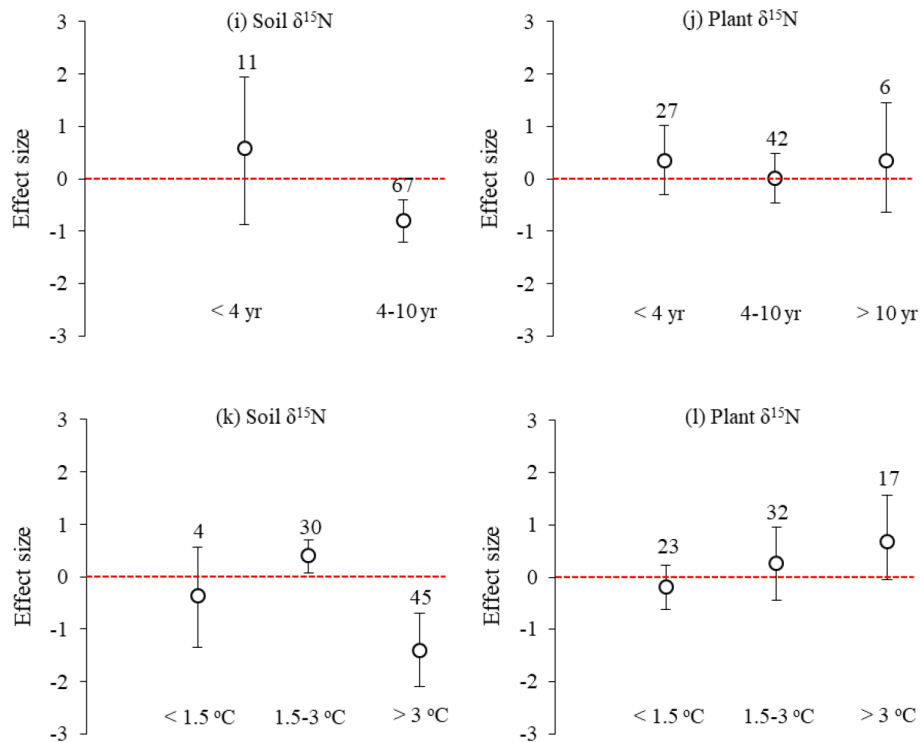 (i) Soil δ¹⁵N
3
2
1
0
-1
-2
-3
Effect size
11
67
< 4 yr
4-10 yr
(j) Plant δ¹⁵N
3
2
1
0
-1
-2
-3
Effect size
27
42
6
< 4 yr
4-10 yr
> 10 yr
(k) Soil δ¹⁵N
3
2
1
0
-1
-2
-3
Effect size
4
30
45
< 1.5 ºC
1.5-3 ºC
> 3 ºC
(l) Plant δ¹⁵N
3
2
1
0
-1
-2
-3
Effect size
23
32
17
< 1.5 ºC
1.5-3 ºC
> 3 ºC